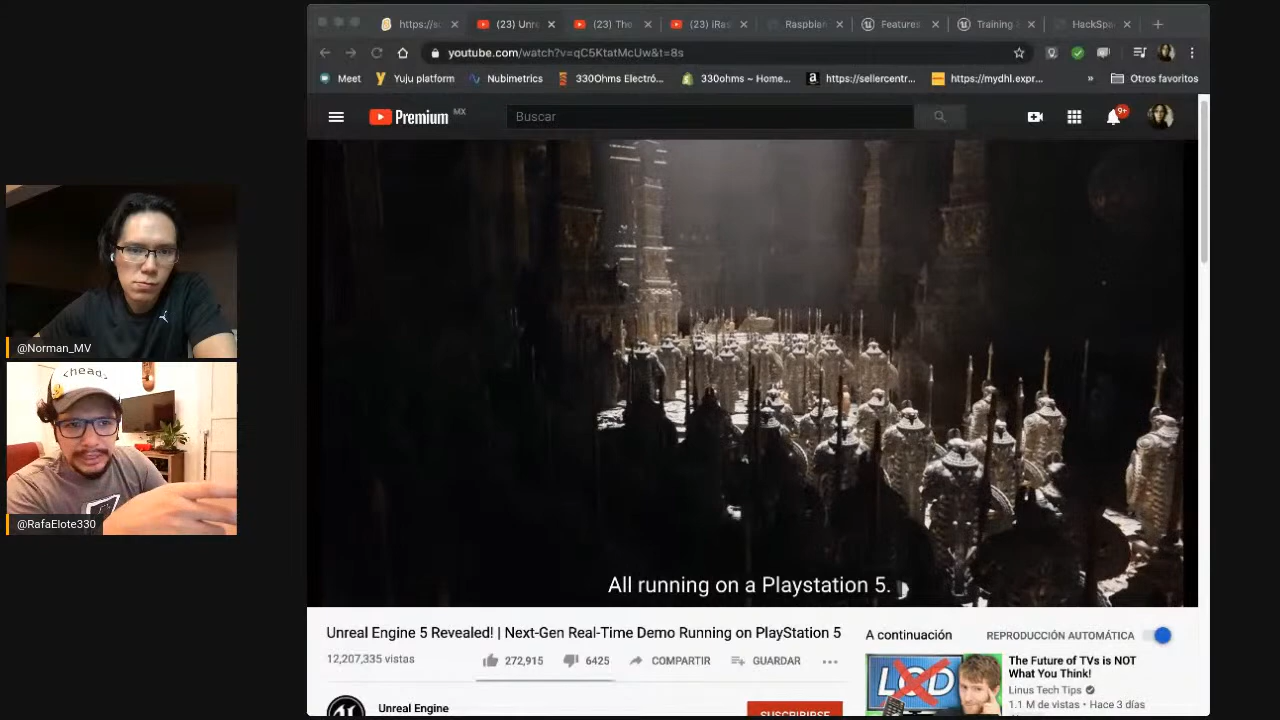 https://sc
(23) Unre
(23) The
(23) iRas
Raspbian
Features
Training
HackSpa
youtube.com/watch?v=qC5KtatMcUw&t=8s
Meet
Yuju platform
Nubimetrics
330Ohms Electró...
330ohms ~ Home...
https://sellercentr...
https://mydhl.expr...
»
Otros favoritos
Premium MX
Buscar
9+
@Norman_MV
<head>
@RafaElote330
All running on a Playstation 5.
Unreal Engine 5 Revealed! | Next-Gen Real-Time Demo Running on PlayStation 5
12,207,335 vistas
272,915
6425
COMPARTIR
GUARDAR
Unreal Engine
SUSCRIBIRSE
A continuación
REPRODUCCIÓN AUTOMÁTICA
LCD
The Future of TVs is NOT
What You Think!
Linus Tech Tips
1.1 M de vistas • Hace 3 días